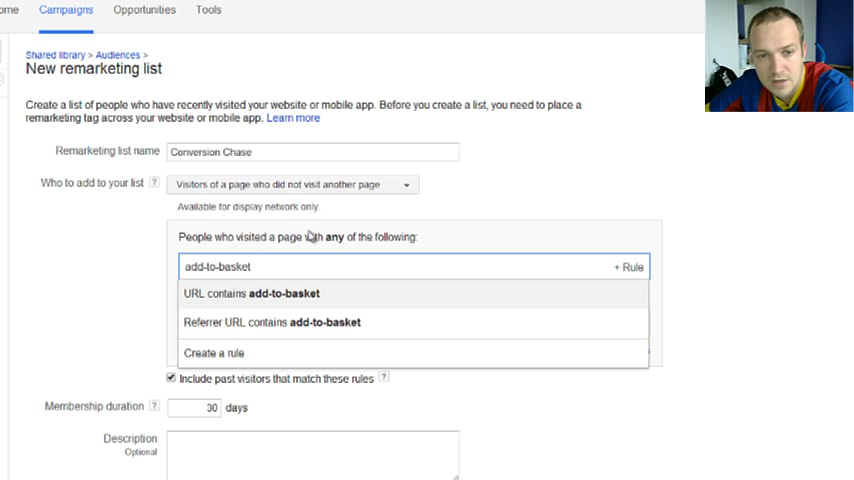 ome Campaigns Opportunities Tools
Shared library > Audiences >
New remarketing list
Create a list of people who have recently visited your website or mobile app. Before you create a list, you need to place a
remarketing tag across your website or mobile app. Learn more
Remarketing list name Conversion Chase
Who to add to your list ? Visitors of a page who did not visit another page
Available for display network only.
People who visited a page with any of the following:
add-to-basket + Rule
URL contains add-to-basket
Referrer URL contains add-to-basket
Create a rule
Include past visitors that match these rules ?
Membership duration ? 30 days
Description
Optional